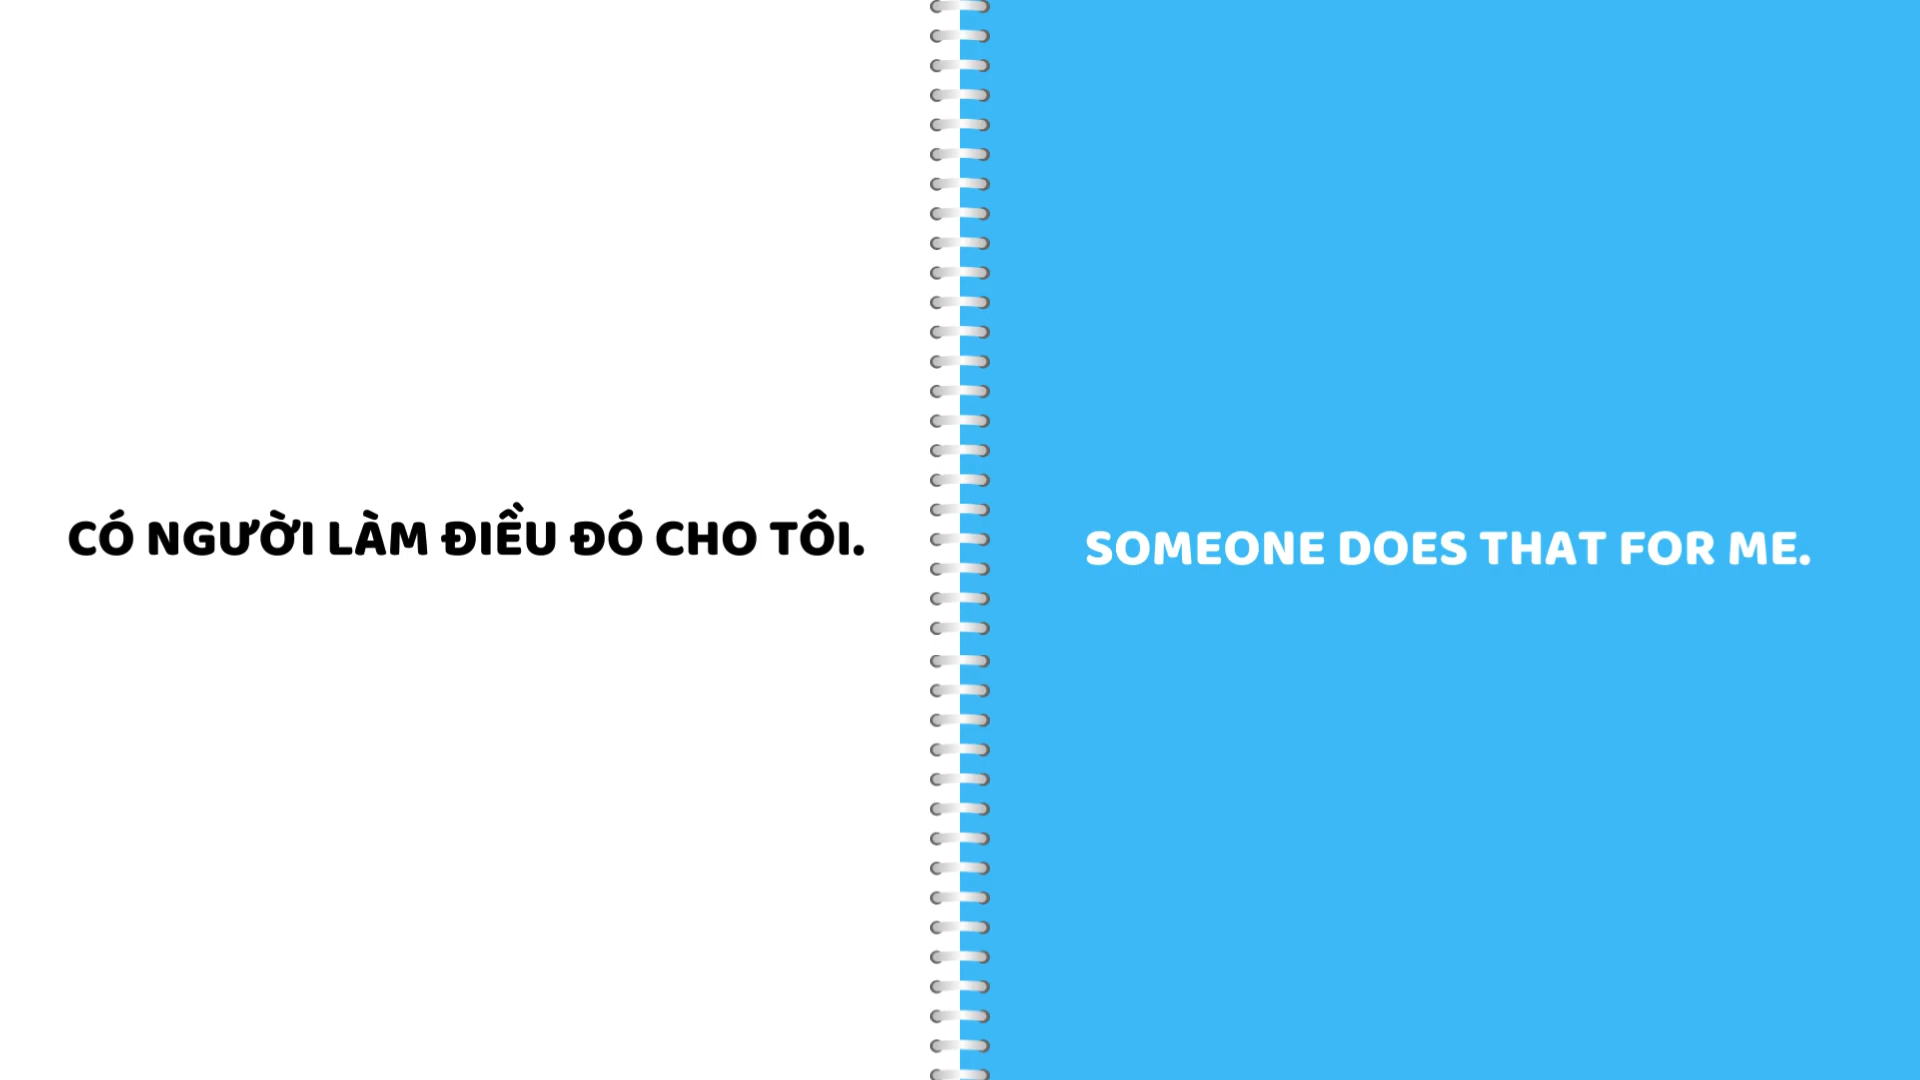 CÓ NGƯỜI LÀM ĐIỀU ĐÓ CHO TÔI.
SOMEONE DOES THAT FOR ME.